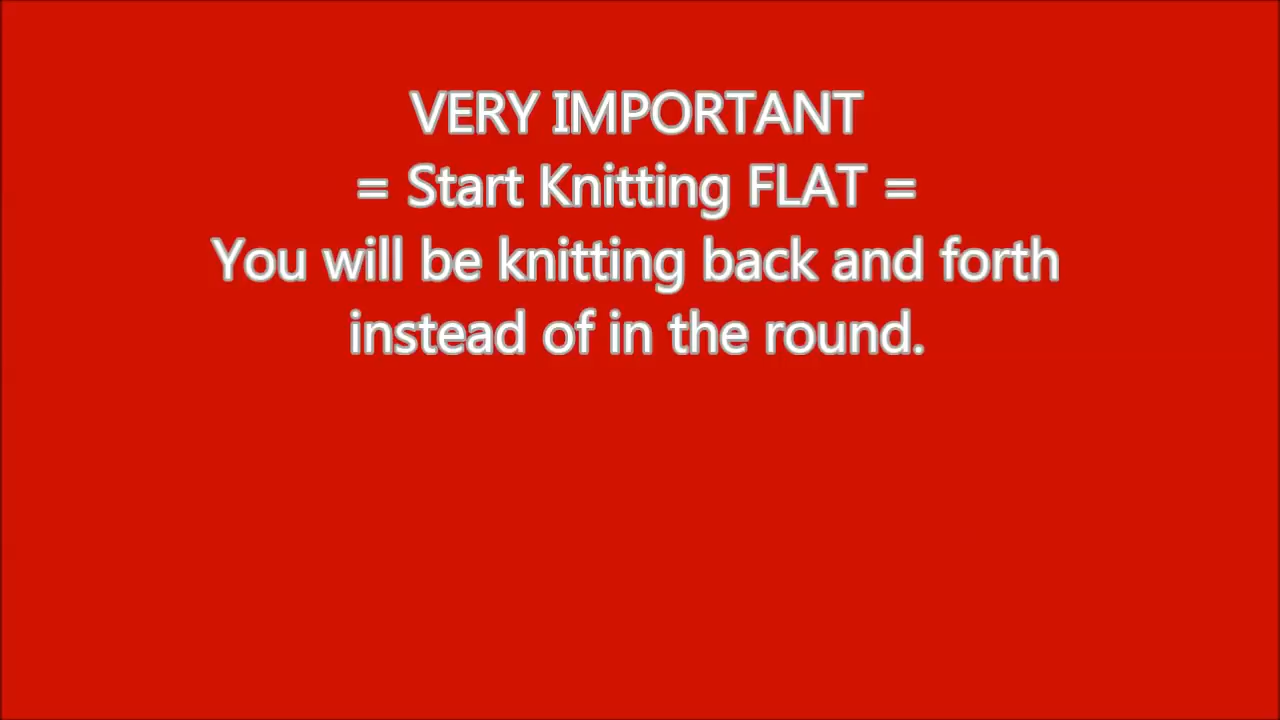 VERY IMPORTANT
= Start Knitting FLAT =
You will be knitting back and forth
instead of in the round.